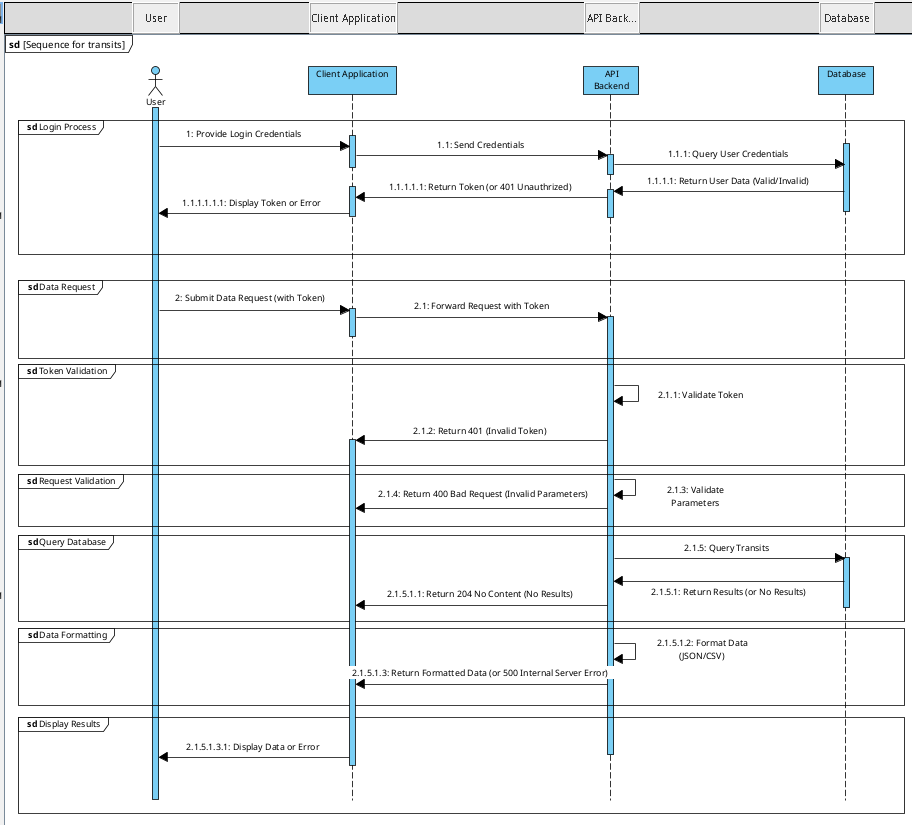 User
Client Application
API Back...
Database
sd [Sequence for transits]
User
Client Application
API
Backend
Database
sd Login Process
1: Provide Login Credentials
1.1: Send Credentials
1.1.1: Query User Credentials
1.1.1.1: Return User Data (Valid/Invalid)
1.1.1.1.1: Return Token (or 401 Unauthrized)
1.1.1.1.1.1: Display Token or Error
sd Data Request
2: Submit Data Request (with Token)
2.1: Forward Request with Token
sd Token Validation
2.1.1: Validate Token
2.1.2: Return 401 (Invalid Token)
sd Request Validation
2.1.3: Validate
Parameters
2.1.4: Return 400 Bad Request (Invalid Parameters)
sd Query Database
2.1.5: Query Transits
2.1.5.1: Return Results (or No Results)
2.1.5.1.1: Return 204 No Content (No Results)
sd Data Formatting
2.1.5.1.2: Format Data
(JSON/CSV)
2.1.5.1.3: Return Formatted Data (or 500 Internal Server Error)
sd Display Results
2.1.5.1.3.1: Display Data or Error